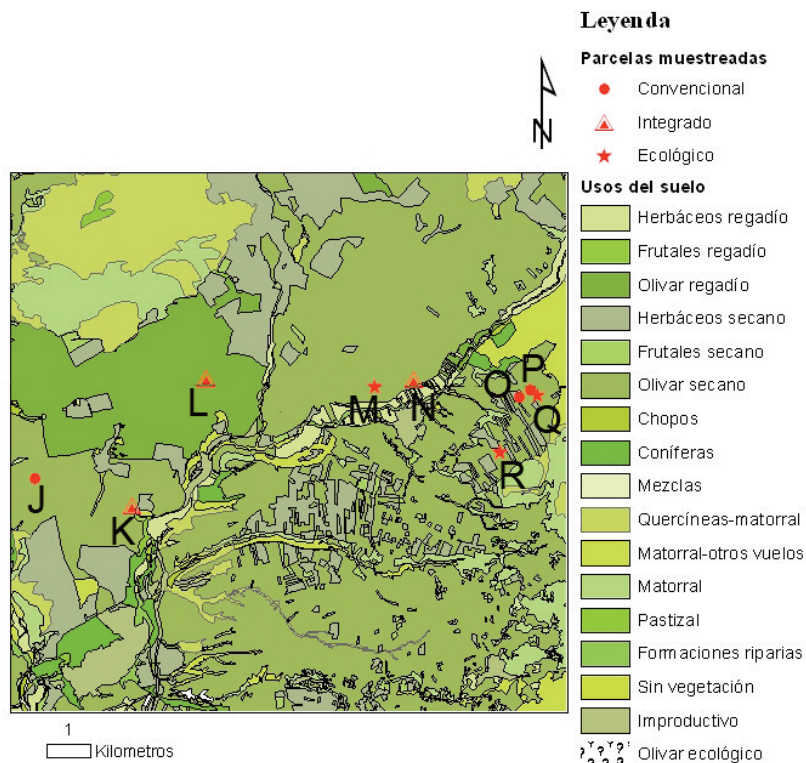 Leyenda
Parcelas muestreadas
Convencional
Integrado
Ecológico
N
Usos del suelo
Herbáceos regadío
Frutales regadío
Olivar regadío
Herbáceos secano
Frutales secano
Olivar secano
Chopos
Coníferas
Mezclas
Quercíneas-matorral
Matorral-otros vuelos
Matorral
Pastizal
Formaciones riparias
Sin vegetación
Improductivo
Olivar ecológico
L
M
N
O
P
Q
R
J
K
1
Kilometros